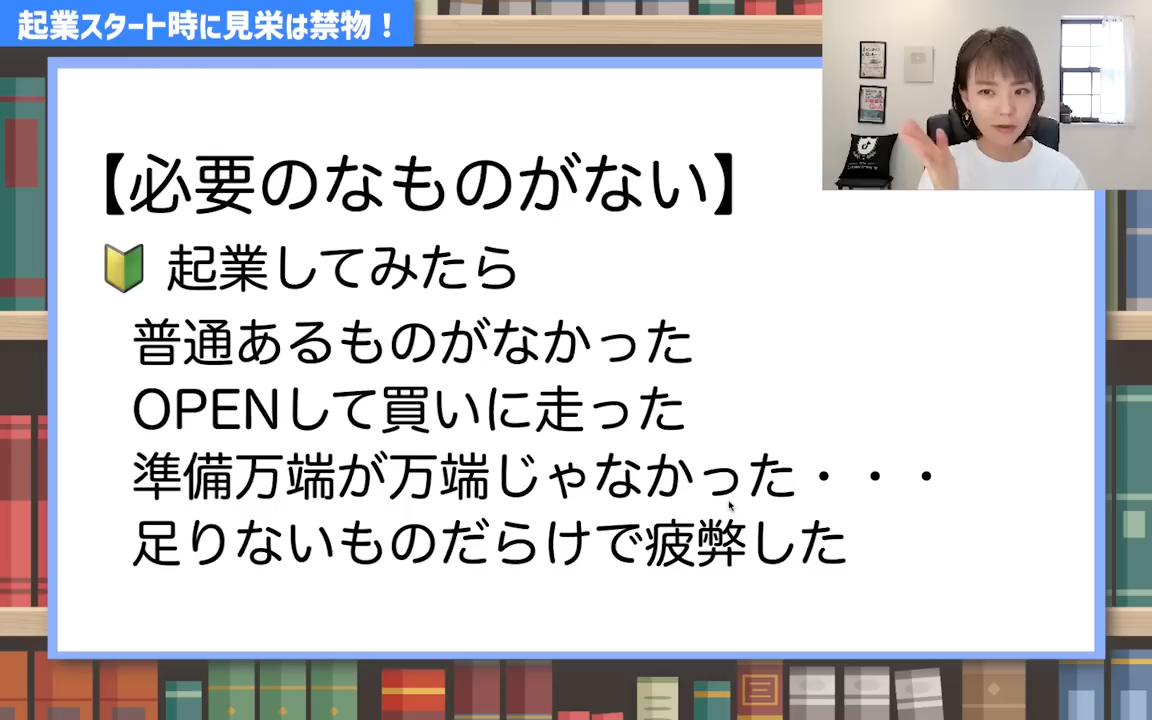 起業スタート時に見栄は禁物！
【必要のなものがない】
🔰 起業してみたら
普通あるものがなかった
OPENして買いに走った
準備万端が万端じゃなかった・・・
足りないものだらけで疲弊した